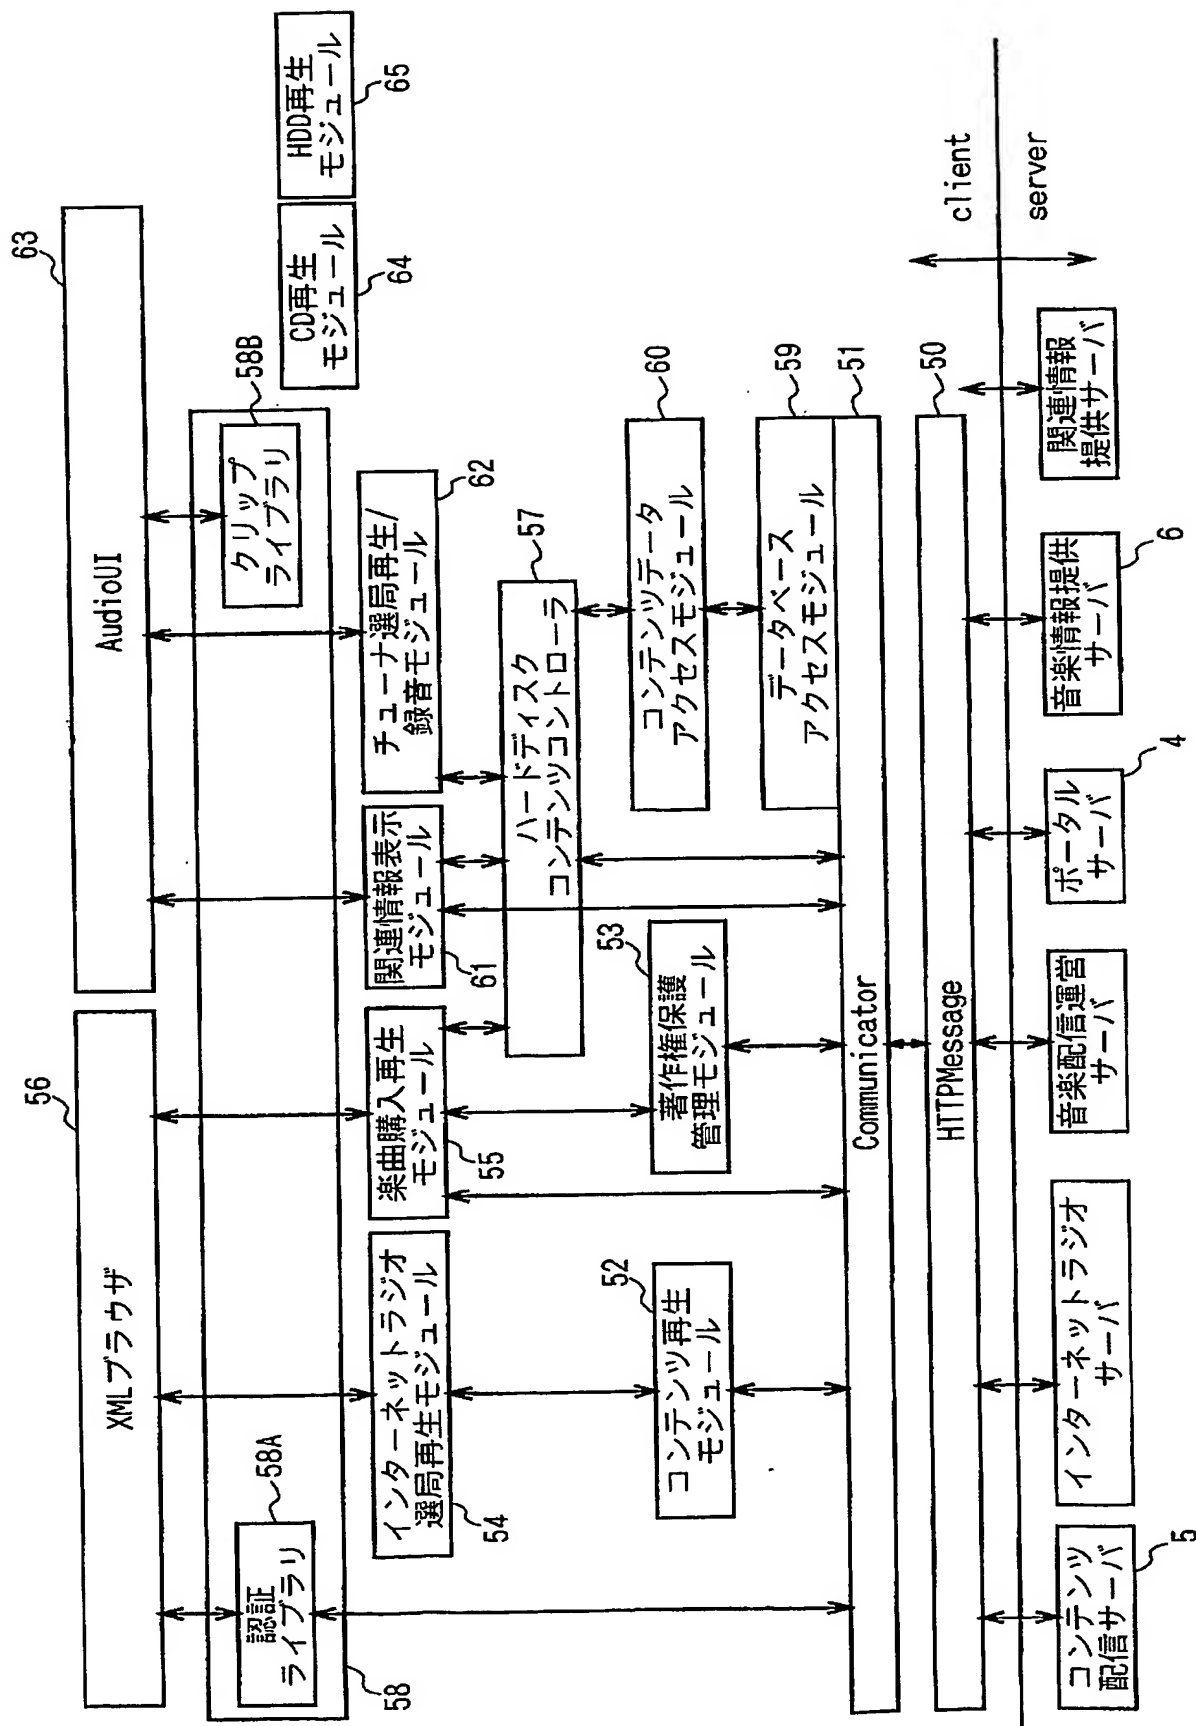 XMLブラウザ
56
AudioUI
63
認証
ライブラリ
58A
58
クリップ
ライブラリ
58B
CD再生
モジュール
64
HDD再生
モジュール
65
インターネットラジオ
選局再生モジュール
54
楽曲購入再生
モジュール
55
関連情報表示
モジュール
61
チューナ選局再生/
録音モジュール
62
ハードディスク
コンテンツコントローラ
57
コンテンツ再生
モジュール
52
著作権保護
管理モジュール
53
コンテンツデータ
アクセスモジュール
60
データベース
アクセスモジュール
59
Communicator
51
HTTPMessage
50
client
server
コンテンツ
配信サーバ
5
インターネットラジオ
サーバ
音楽配信運営
サーバ
ポータル
サーバ
4
音楽情報提供
サーバ
6
関連情報
提供サーバ